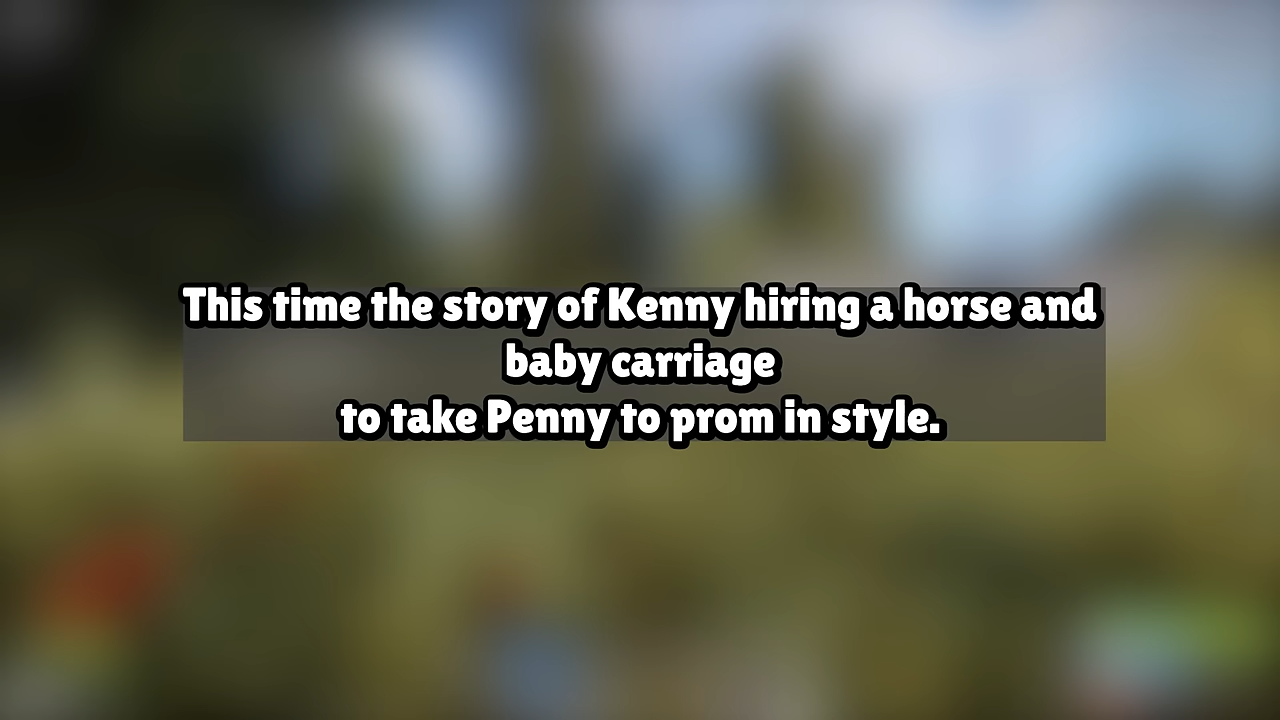 This time the story of Kenny hiring a horse and
baby carriage
to take Penny to prom in style.